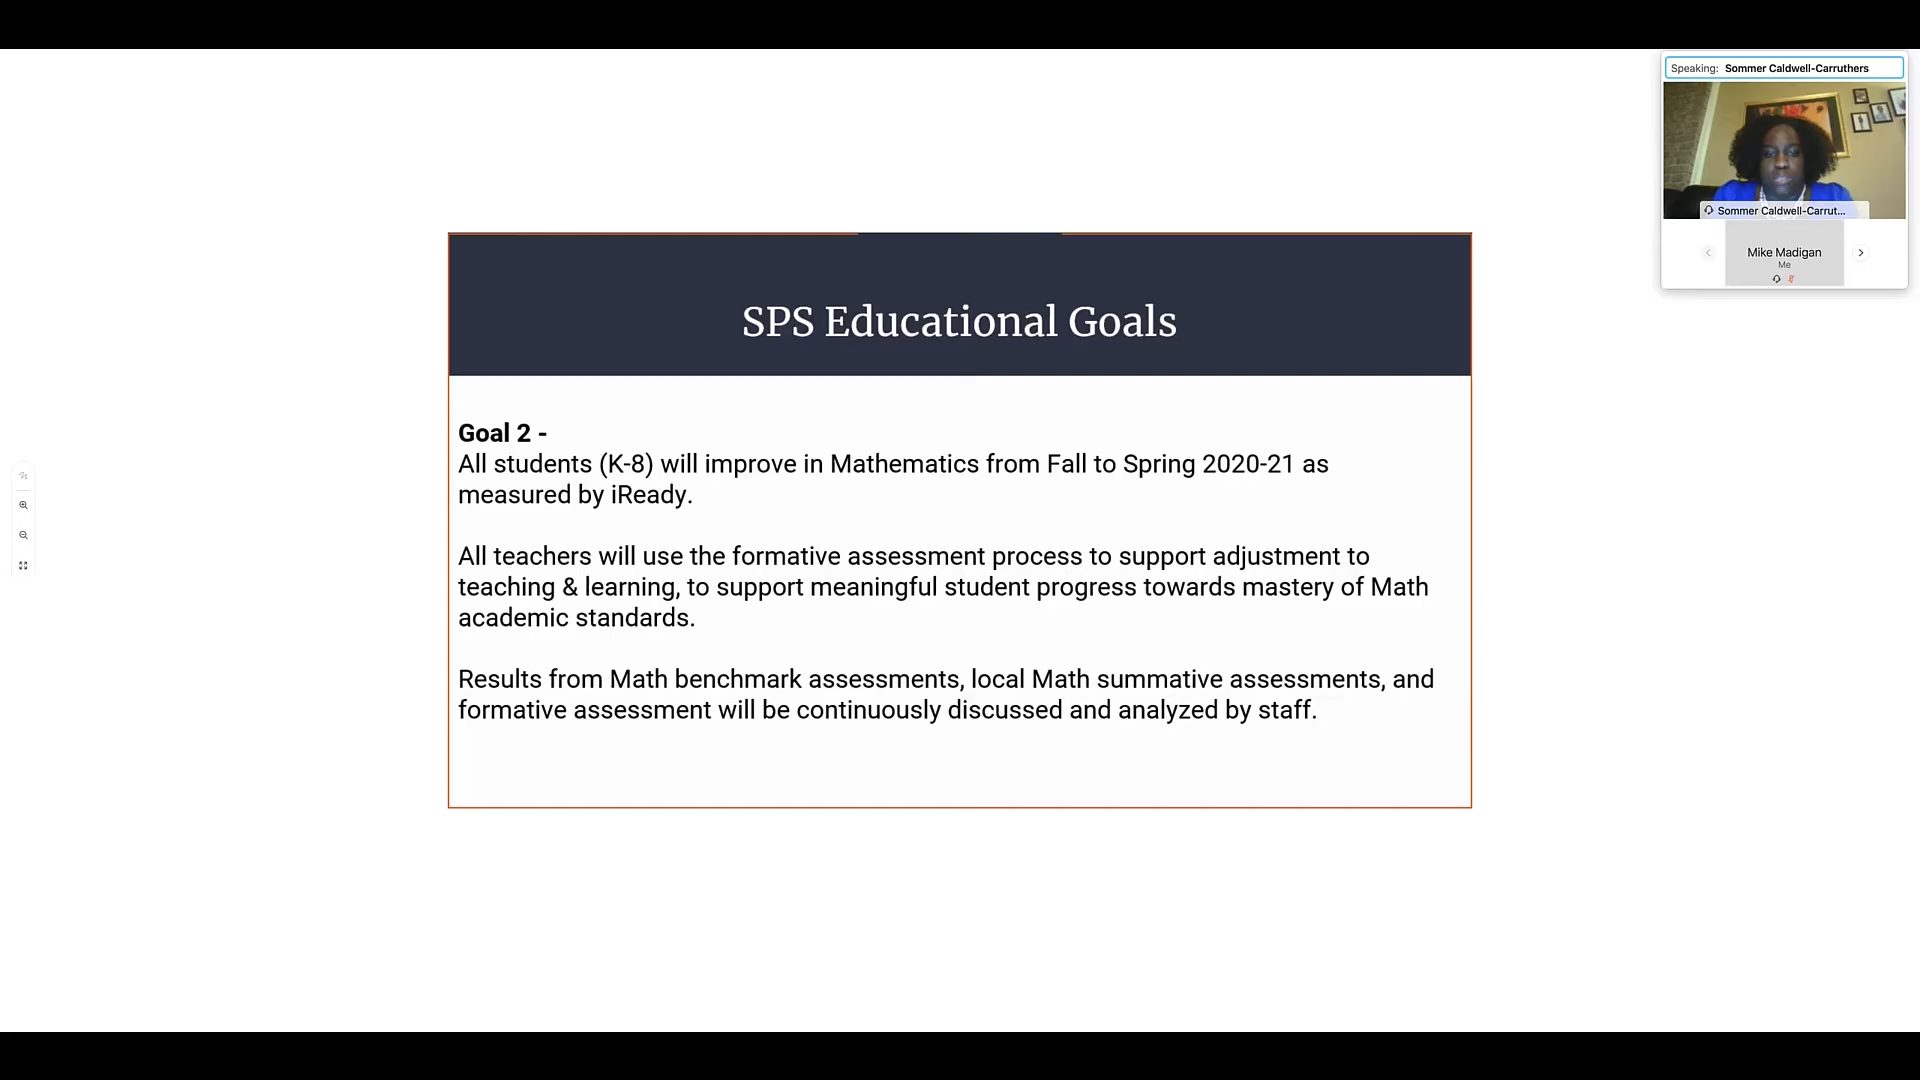 Speaking: Sommer Caldwell-Carruthers
Sommer Caldwell-Carrut...
Mike Madigan
Me
SPS Educational Goals
Goal 2 -
All students (K-8) will improve in Mathematics from Fall to Spring 2020-21 as
measured by iReady.
All teachers will use the formative assessment process to support adjustment to
teaching & learning, to support meaningful student progress towards mastery of Math
academic standards.
Results from Math benchmark assessments, local Math summative assessments, and
formative assessment will be continuously discussed and analyzed by staff.